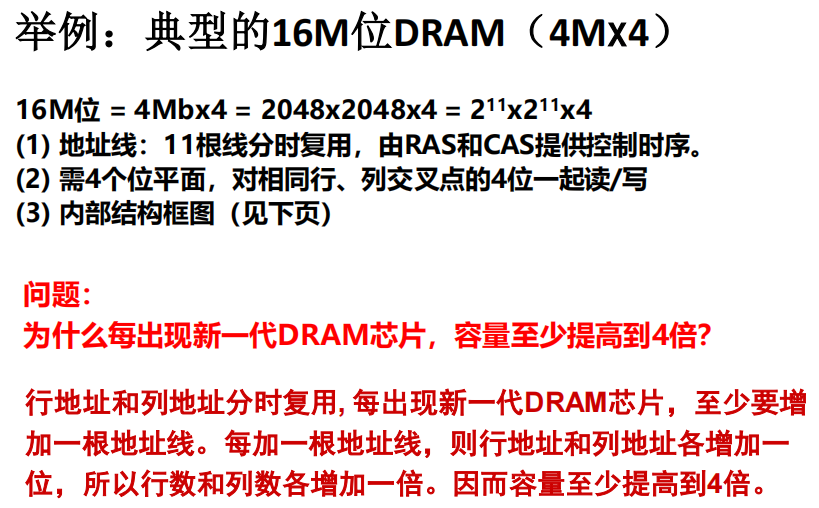 举例：典型的16M位DRAM（4Mx4）
16M位 = 4Mbx4 = 2048x2048x4 = 2¹¹x2¹¹x4
(1) 地址线：11根线分时复用，由RAS和CAS提供控制时序。
(2) 需4个位平面，对相同行、列交叉点的4位一起读/写
(3) 内部结构框图（见下页）
问题：
为什么每出现新一代DRAM芯片，容量至少提高到4倍？
行地址和列地址分时复用, 每出现新一代DRAM芯片，至少要增
加一根地址线。每加一根地址线，则行地址和列地址各增加一
位，所以行数和列数各增加一倍。因而容量至少提高到4倍。